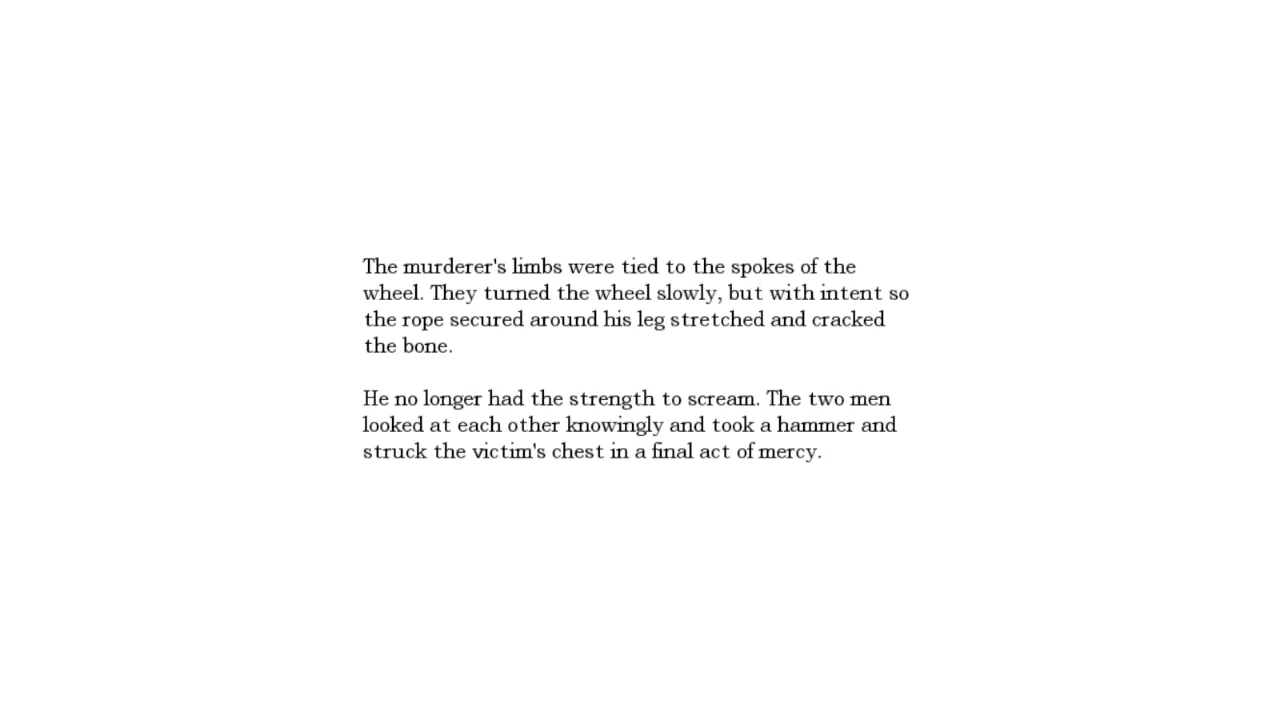 The murderer's limbs were tied to the spokes of the
wheel. They turned the wheel slowly, but with intent so
the rope secured around his leg stretched and cracked
the bone.
He no longer had the strength to scream. The two men
looked at each other knowingly and took a hammer and
struck the victim's chest in a final act of mercy.